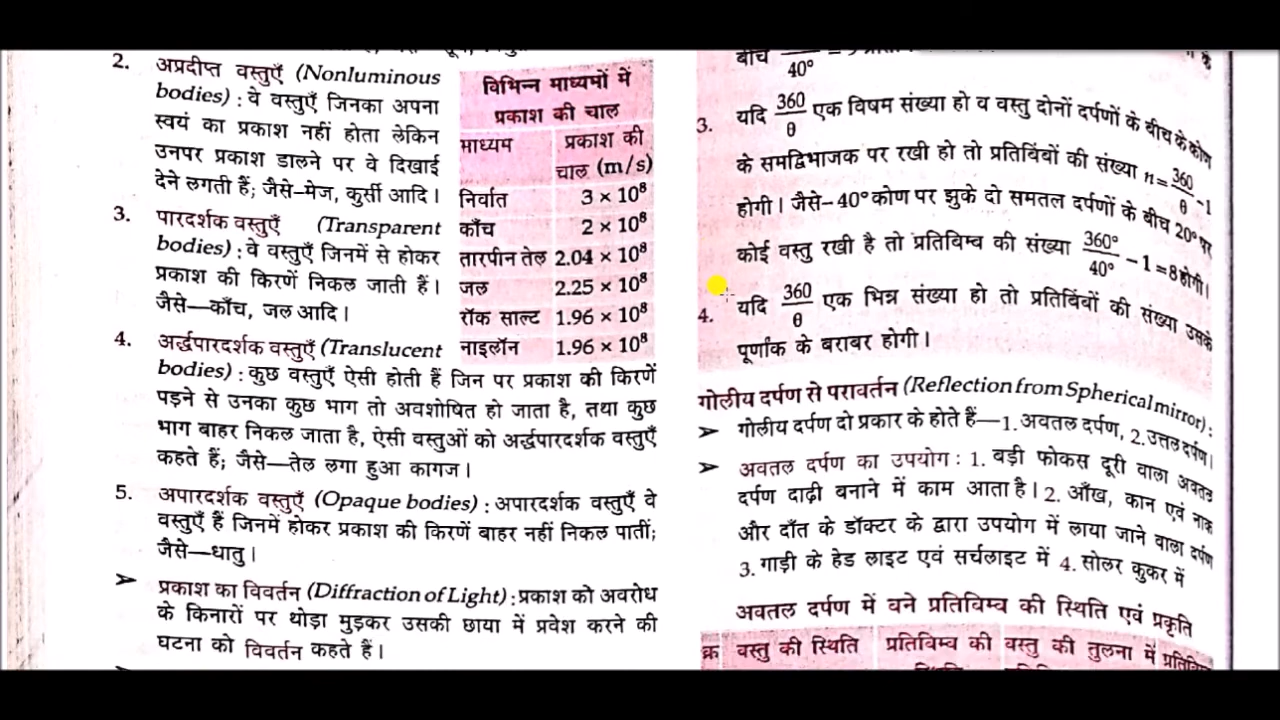 2. अप्रदीप्त वस्तुएँ (Nonluminous
bodies) : वे वस्तुएँ जिनका अपना
स्वयं का प्रकाश नहीं होता लेकिन
उनपर प्रकाश डालने पर वे दिखाई
देने लगती हैं; जैसे–मेज, कुर्सी आदि।
3. पारदर्शक वस्तुएँ (Transparent
bodies) : वे वस्तुएँ जिनमें से होकर
प्रकाश की किरणें निकल जाती हैं।
जैसे—काँच, जल आदि।
विभिन्न माध्यमों में
प्रकाश की चाल
माध्यम प्रकाश की
चाल (m/s)
निर्वात 3 × 10⁸
काँच 2 × 10⁸
तारपीन तेल 2.04 × 10⁸
जल 2.25 × 10⁸
रॉक साल्ट 1.96 × 10⁸
नाइलॉन 1.96 × 10⁸
4. अर्द्धपारदर्शक वस्तुएँ (Translucent
bodies) : कुछ वस्तुएँ ऐसी होती हैं जिन पर प्रकाश की किरणें
पड़ने से उनका कुछ भाग तो अवशोषित हो जाता है, तथा कुछ
भाग बाहर निकल जाता है, ऐसी वस्तुओं को अर्द्धपारदर्शक वस्तुएँ
कहते हैं; जैसे—तेल लगा हुआ कागज।
5. अपारदर्शक वस्तुएँ (Opaque bodies) : अपारदर्शक वस्तुएँ वे
वस्तुएँ हैं जिनमें होकर प्रकाश की किरणें बाहर नहीं निकल पातीं;
जैसे—धातु।
➤ प्रकाश का विवर्तन (Diffraction of Light) : प्रकाश को अवरोध
के किनारों पर थोड़ा मुड़कर उसकी छाया में प्रवेश करने की
घटना को विवर्तन कहते हैं।
बीच 40°
3. यदि 360/θ एक विषम संख्या हो व वस्तु दोनों दर्पणों के बीच के कोण
के समद्विभाजक पर रखी हो तो प्रतिबिंबों की संख्या n = 360/θ - 1
होगी। जैसे– 40° कोण पर झुके दो समतल दर्पणों के बीच 20° पर
कोई वस्तु रखी है तो प्रतिविम्ब की संख्या 360°/40° – 1 = 8 होगी।
4. यदि 360/θ एक भिन्न संख्या हो तो प्रतिबिंबों की संख्या उसके
पूर्णांक के बराबर होगी।
गोलीय दर्पण से परावर्तन (Reflection from Spherical mirror) :
➤ गोलीय दर्पण दो प्रकार के होते हैं—1. अवतल दर्पण, 2. उत्तल दर्पण।
➤ अवतल दर्पण का उपयोग : 1. बड़ी फोकस दूरी वाला अवतल
दर्पण दाढ़ी बनाने में काम आता है। 2. आँख, कान एवं नाक
और दाँत के डॉक्टर के द्वारा उपयोग में लाया जाने वाला दर्पण
3. गाड़ी के हेड लाइट एवं सर्चलाइट में 4. सोलर कुकर में
अवतल दर्पण में बने प्रतिविम्ब की स्थिति एवं प्रकृति
क्र वस्तु की स्थिति प्रतिविम्ब की वस्तु की तुलना में